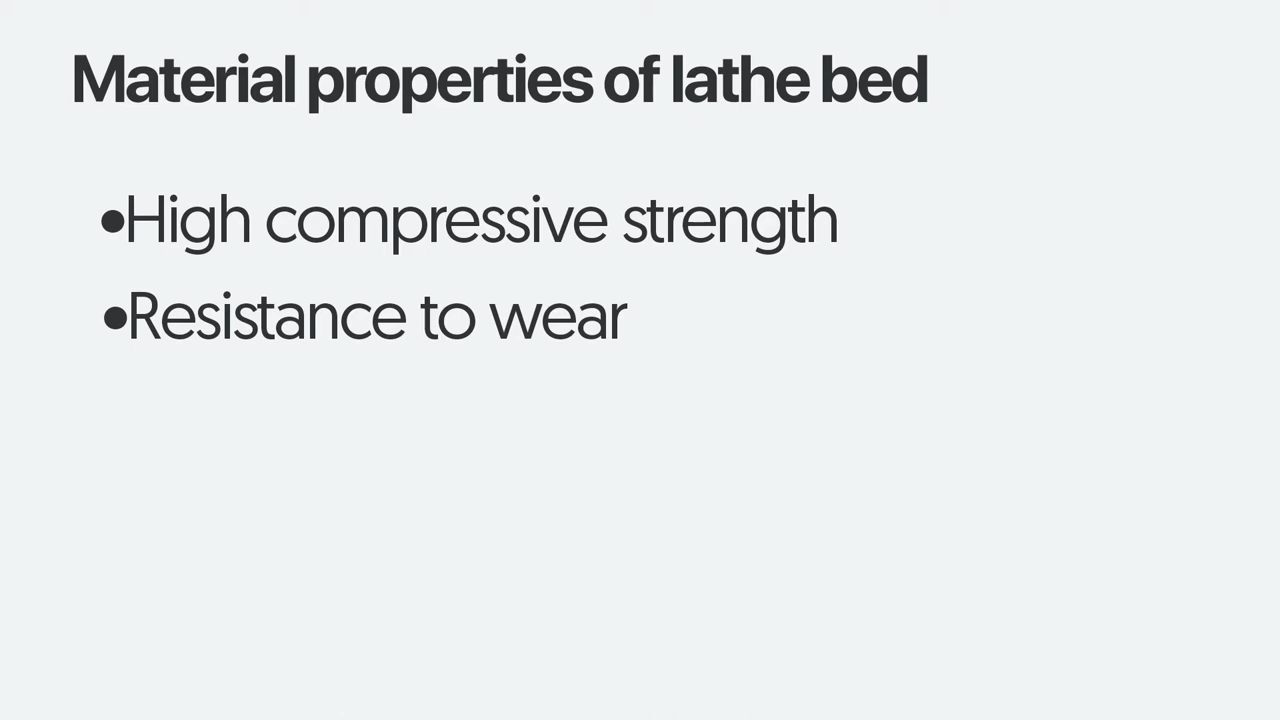 Material properties of lathe bed
•High compressive strength
•Resistance to wear